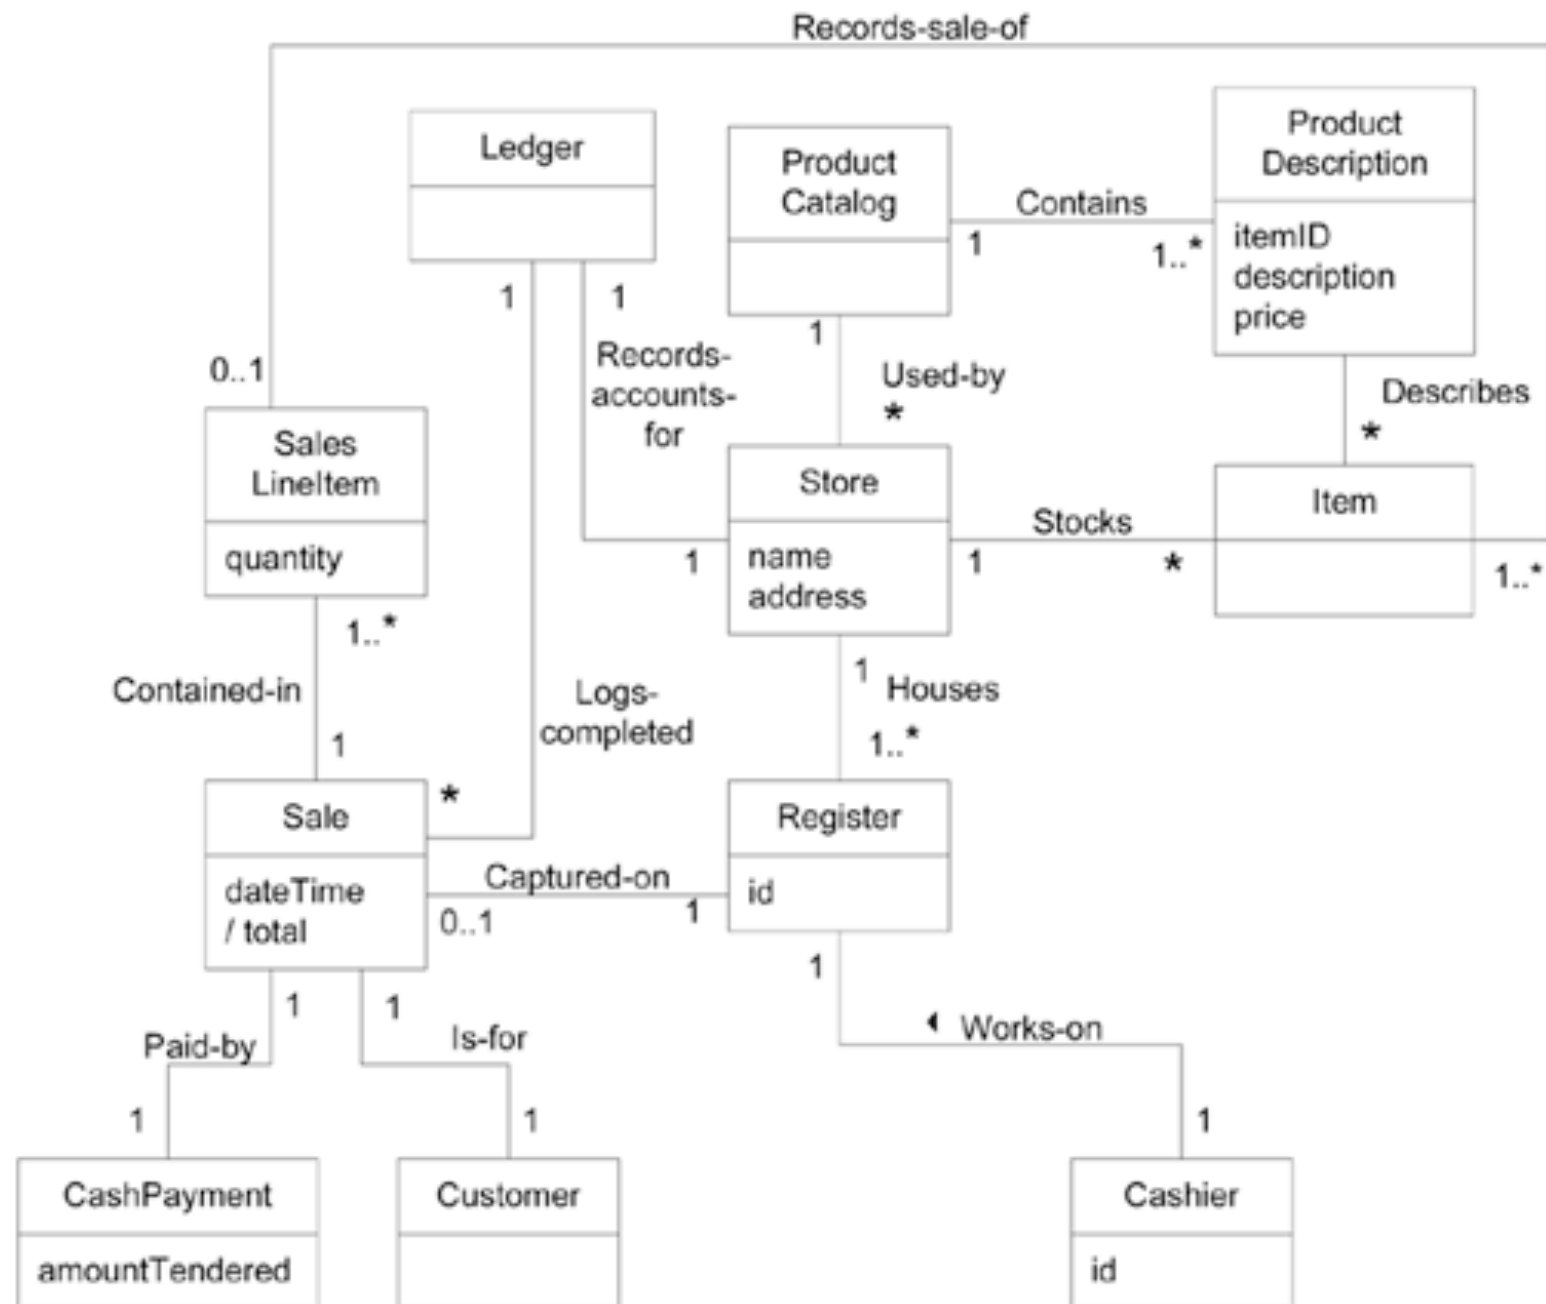 Records-sale-of
Ledger
Product
Catalog
Product
Description
Contains
itemID
description
price
1
1..*
1
1
1
0..1
Records-
accounts-
for
Used-by
*
Describes
*
Sales
LineItem
quantity
Store
name
address
Stocks
Item
1
1
*
1..*
1..*
Contained-in
1
Logs-
completed
1
Houses
1..*
Sale
dateTime
/ total
*
Captured-on
0..1
1
Register
id
1
1
1
Paid-by
Is-for
Works-on
1
1
1
CashPayment
amountTendered
Customer
Cashier
id